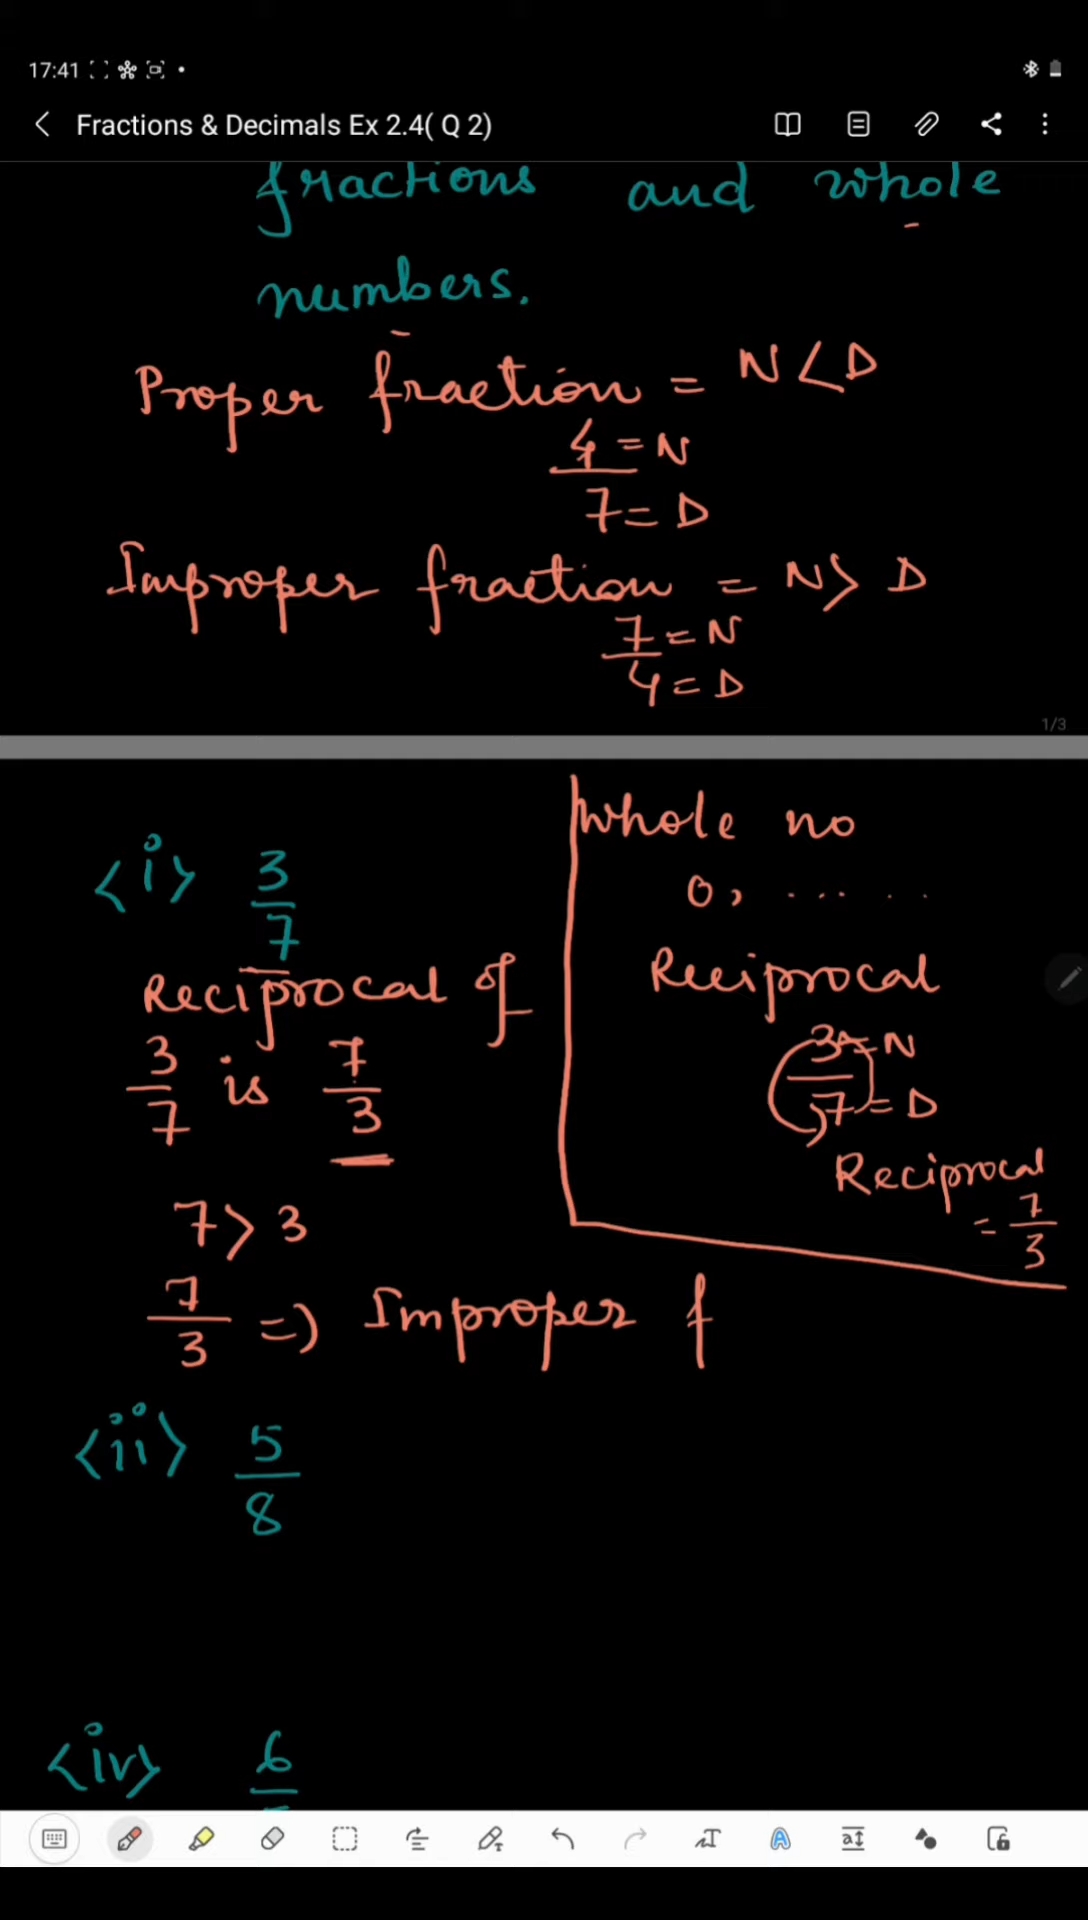 17:41
Fractions & Decimals Ex 2.4( Q 2)
fractions and whole
numbers.
Proper fraction = N < D
4 = N
7 = D
Improper fraction = N > D
7 = N
4 = D
1/3
<i> 3/7
Reciprocal of
3/7 is 7/3
7 > 3
7/3 => Improper f
Whole no
0, .... . .
Reciprocal
3 = N
7 = D
Reciprocal
= 7/3
<ii> 5/8
<iv> 6